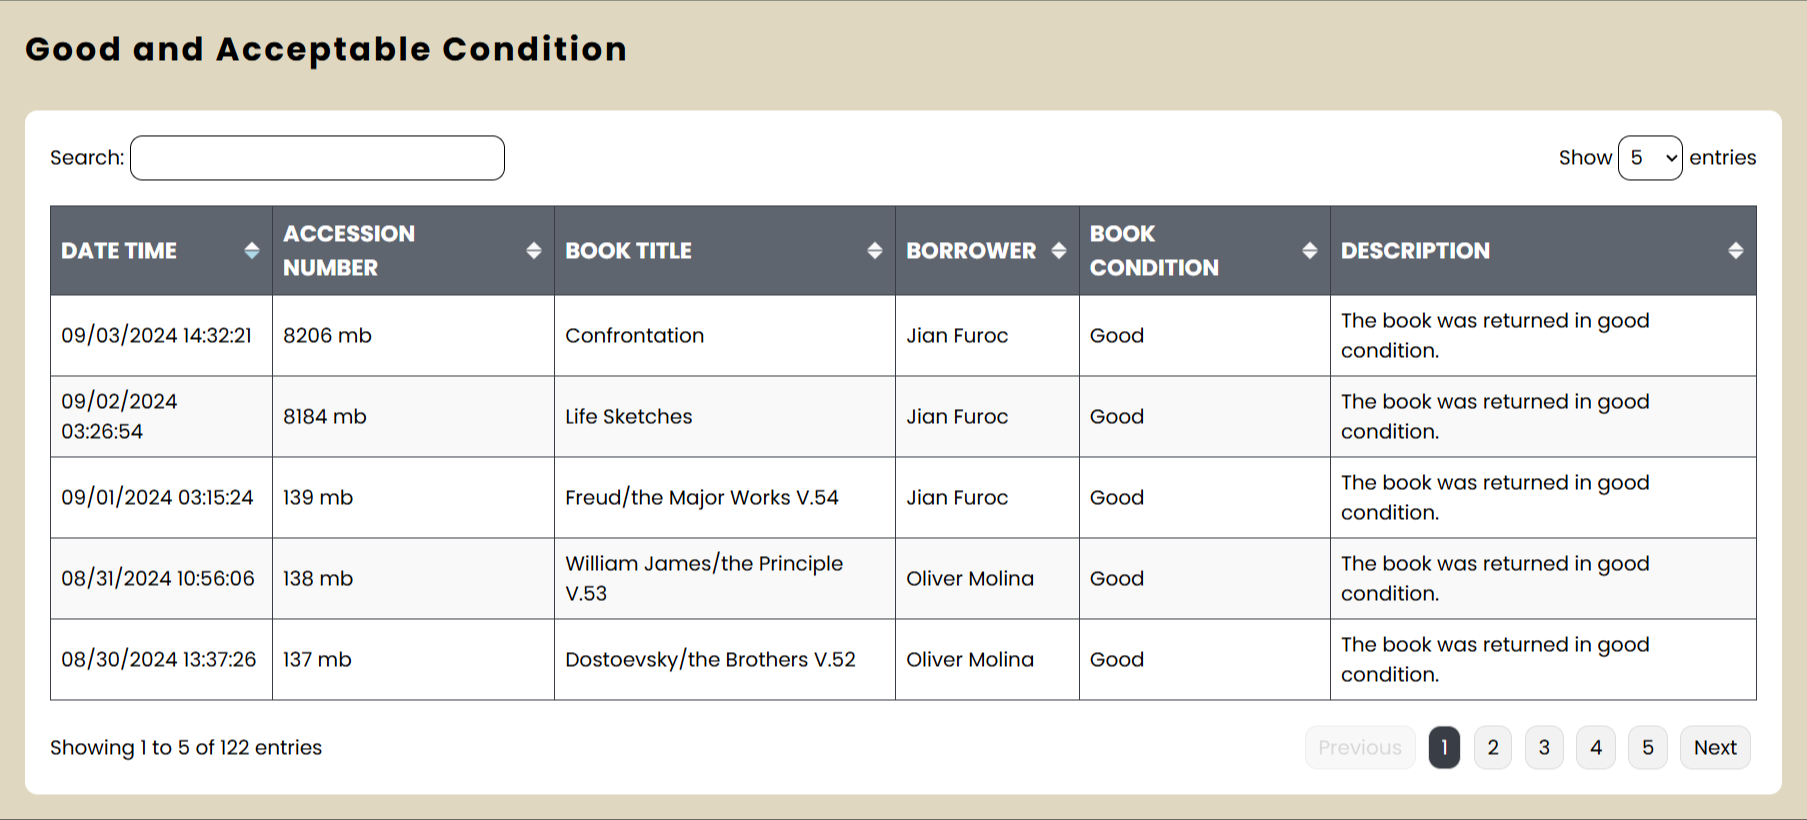 Good and Acceptable Condition
Search:
Show 5 entries
DATE TIME
ACCESSION
NUMBER
BOOK TITLE
BORROWER
BOOK
CONDITION
DESCRIPTION
09/03/2024 14:32:21
8206 mb
Confrontation
Jian Furoc
Good
The book was returned in good
condition.
09/02/2024
03:26:54
8184 mb
Life Sketches
Jian Furoc
Good
The book was returned in good
condition.
09/01/2024 03:15:24
139 mb
Freud/the Major Works V.54
Jian Furoc
Good
The book was returned in good
condition.
08/31/2024 10:56:06
138 mb
William James/the Principle
V.53
Oliver Molina
Good
The book was returned in good
condition.
08/30/2024 13:37:26
137 mb
Dostoevsky/the Brothers V.52
Oliver Molina
Good
The book was returned in good
condition.
Showing 1 to 5 of 122 entries
Previous 1 2 3 4 5 Next